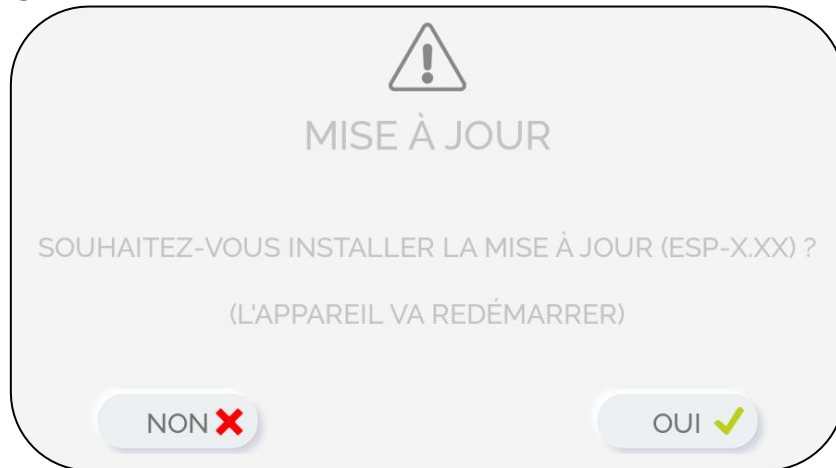 MISE À JOUR
SOUHAITEZ-VOUS INSTALLER LA MISE À JOUR (ESP-X.XX) ?
(L'APPAREIL VA REDÉMARRER)
NON
OUI